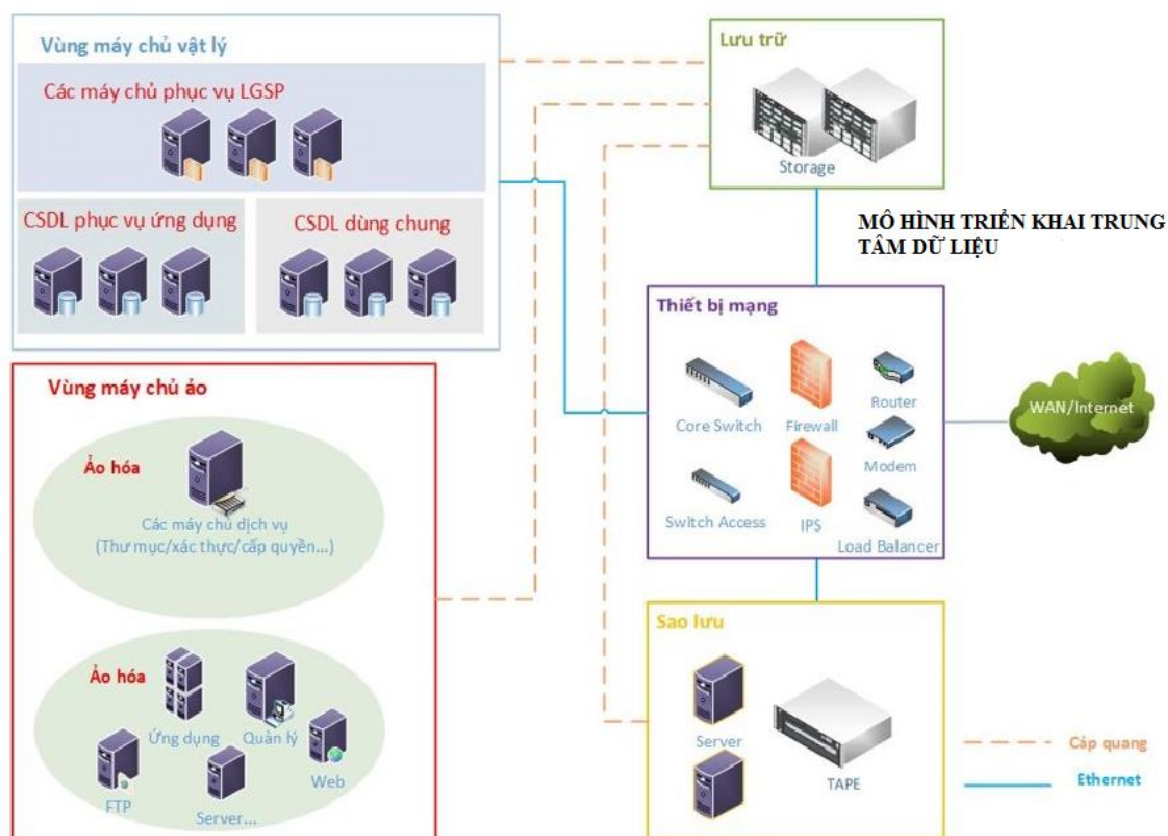 Vùng máy chủ vật lý
Các máy chủ phục vụ LGSP
CSDL phục vụ ứng dụng
CSDL dùng chung
Vùng máy chủ ảo
Ảo hóa
Các máy chủ dịch vụ
(Thư mục/xác thực/cấp quyền...)
Ảo hóa
Ứng dụng
Quản lý
Web
FTP
Server...
Lưu trữ
Storage
MÔ HÌNH TRIỂN KHAI TRUNG
TÂM DỮ LIỆU
Thiết bị mạng
Core Switch
Firewall
Router
Modem
Switch Access
IPS
Load Balancer
WAN/Internet
Sao lưu
Server
TAPE
Cáp quang
Ethernet